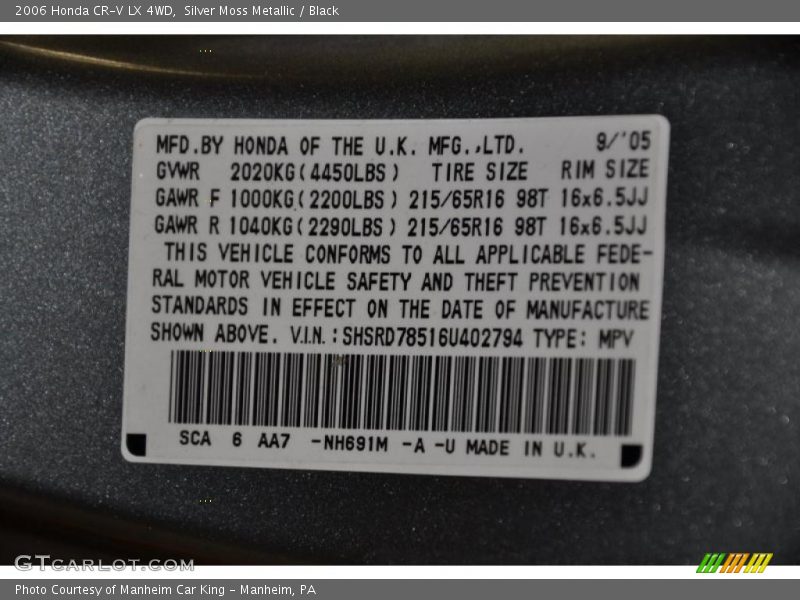 2006 Honda CR-V LX 4WD, Silver Moss Metallic / Black
MFD.BY HONDA OF THE U.K. MFG.,LTD. 9/'05
GVWR 2020KG(4450LBS) TIRE SIZE RIM SIZE
GAWR F 1000KG(2200LBS) 215/65R16 98T 16x6.5JJ
GAWR R 1040KG(2290LBS) 215/65R16 98T 16x6.5JJ
THIS VEHICLE CONFORMS TO ALL APPLICABLE FEDE-
RAL MOTOR VEHICLE SAFETY AND THEFT PREVENTION
STANDARDS IN EFFECT ON THE DATE OF MANUFACTURE
SHOWN ABOVE. V.I.N.:SHSRD78516U402794 TYPE: MPV
SCA 6 AA7 -NH691M -A -U MADE IN U.K.
GTCARLOT.COM
Photo Courtesy of Manheim Car King - Manheim, PA